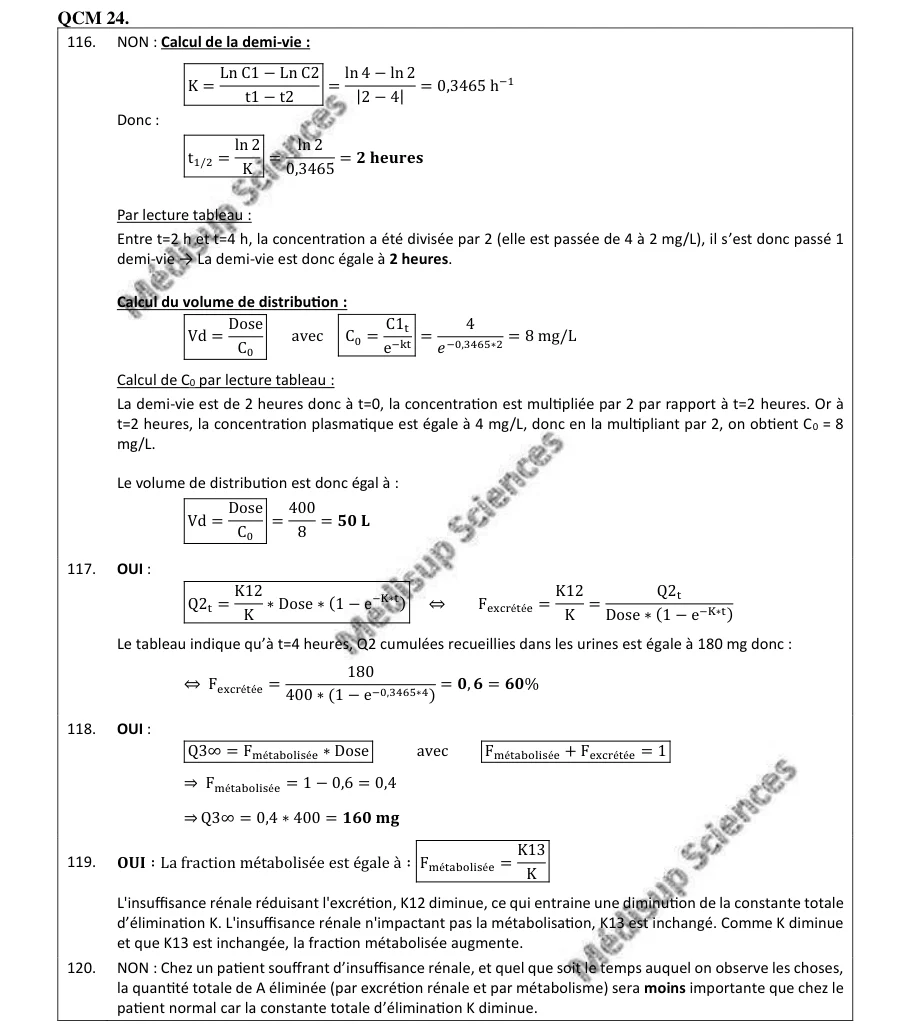 QCM 24.
116. NON : Calcul de la demi-vie :
K = (Ln C1 − Ln C2)/(t1 − t2) = (ln 4 − ln 2)/|2 − 4| = 0,3465 h⁻¹
Donc :
t₁/₂ = ln 2/K = ln 2/0,3465 = 2 heures
Par lecture tableau :
Entre t=2 h et t=4 h, la concentration a été divisée par 2 (elle est passée de 4 à 2 mg/L), il s’est donc passé 1
demi-vie → La demi-vie est donc égale à 2 heures.
Calcul du volume de distribution :
Vd = Dose/C₀ avec C₀ = C1ₜ/e^(−kt) = 4/e^(−0,3465*2) = 8 mg/L
Calcul de C₀ par lecture tableau :
La demi-vie est de 2 heures donc à t=0, la concentration est multipliée par 2 par rapport à t=2 heures. Or à
t=2 heures, la concentration plasmatique est égale à 4 mg/L, donc en la multipliant par 2, on obtient C₀ = 8
mg/L.
Le volume de distribution est donc égal à :
Vd = Dose/C₀ = 400/8 = 50 L
117. OUI :
Q2ₜ = K12/K ∗ Dose ∗ (1 − e^(−K∗t)) ⇔ F excrétée = K12/K = Q2ₜ/(Dose ∗ (1 − e^(−K∗t)))
Le tableau indique qu’à t=4 heures, Q2 cumulées recueillies dans les urines est égale à 180 mg donc :
⇔ F excrétée = 180/(400 ∗ (1 − e^(−0,3465∗4))) = 0,6 = 60%
118. OUI :
Q3∞ = F métabolisée ∗ Dose avec F métabolisée + F excrétée = 1
⇒ F métabolisée = 1 − 0,6 = 0,4
⇒ Q3∞ = 0,4 ∗ 400 = 160 mg
119. OUI : La fraction métabolisée est égale à : F métabolisée = K13/K
L'insuffisance rénale réduisant l'excrétion, K12 diminue, ce qui entraine une diminution de la constante totale
d’élimination K. L'insuffisance rénale n'impactant pas la métabolisation, K13 est inchangé. Comme K diminue
et que K13 est inchangée, la fraction métabolisée augmente.
120. NON : Chez un patient souffrant d’insuffisance rénale, et quel que soit le temps auquel on observe les choses,
la quantité totale de A éliminée (par excrétion rénale et par métabolisme) sera moins importante que chez le
patient normal car la constante totale d’élimination K diminue.
Médisup Sciences
Médisup Sciences
Médisup Sciences